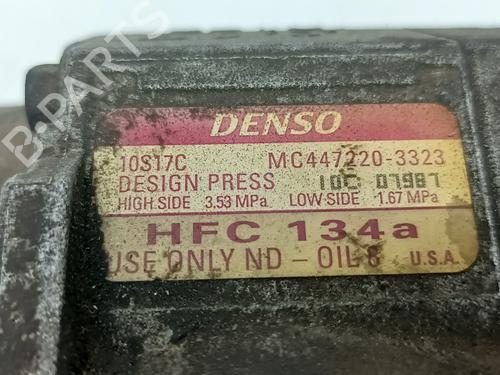 DENSO
10S17C MC447220-3323
DESIGN PRESS 10C 07987
HIGH SIDE 3.53 MPa LOW SIDE 1.67 MPa
HFC 134a
USE ONLY ND-OIL 8 U.S.A.
B-PARTS